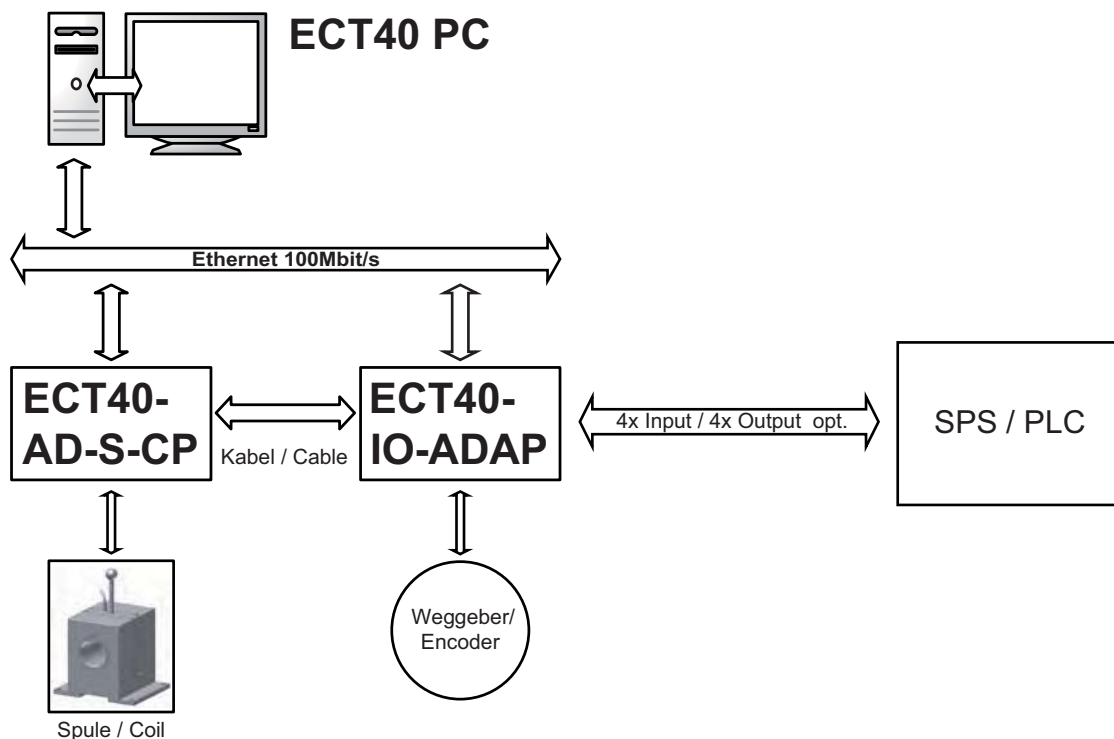 ECT40 PC
Ethernet 100Mbit/s
ECT40-
AD-S-CP
Kabel / Cable
ECT40-
IO-ADAP
4x Input / 4x Output opt.
SPS / PLC
Weggeber/
Encoder
Spule / Coil